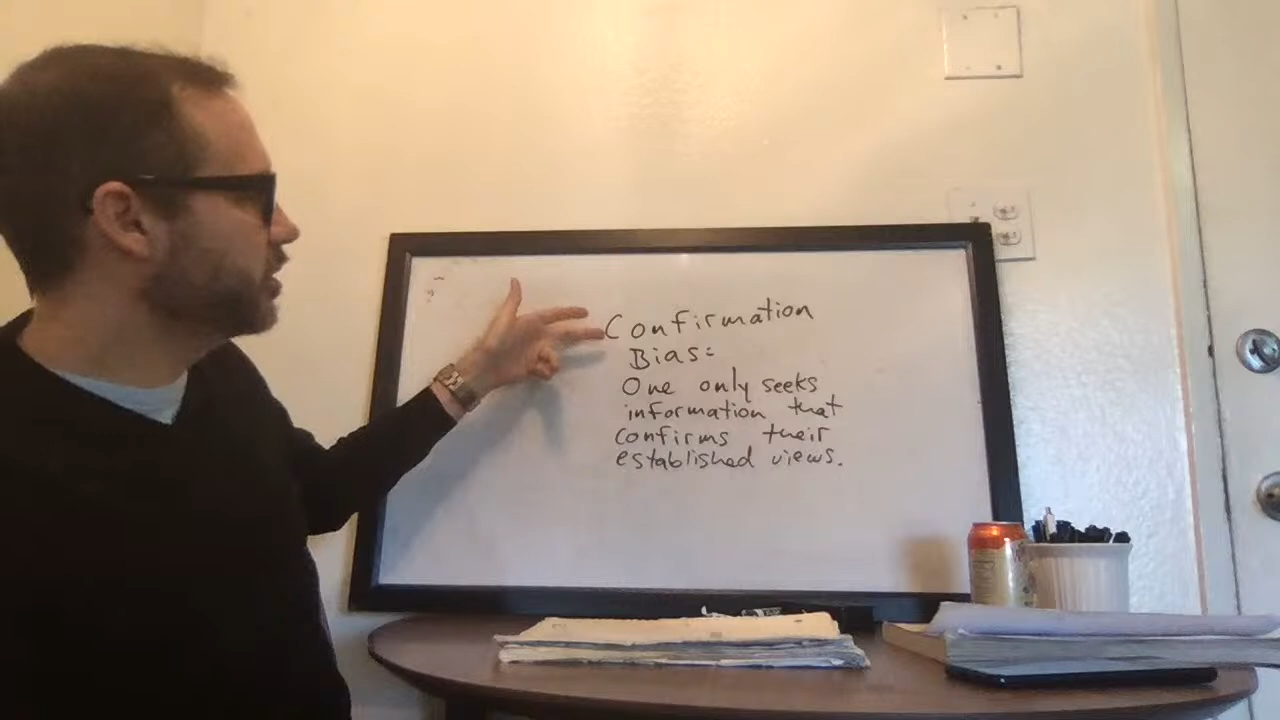 Confirmation
Bias:
One only seeks
information that
confirms their
established views.